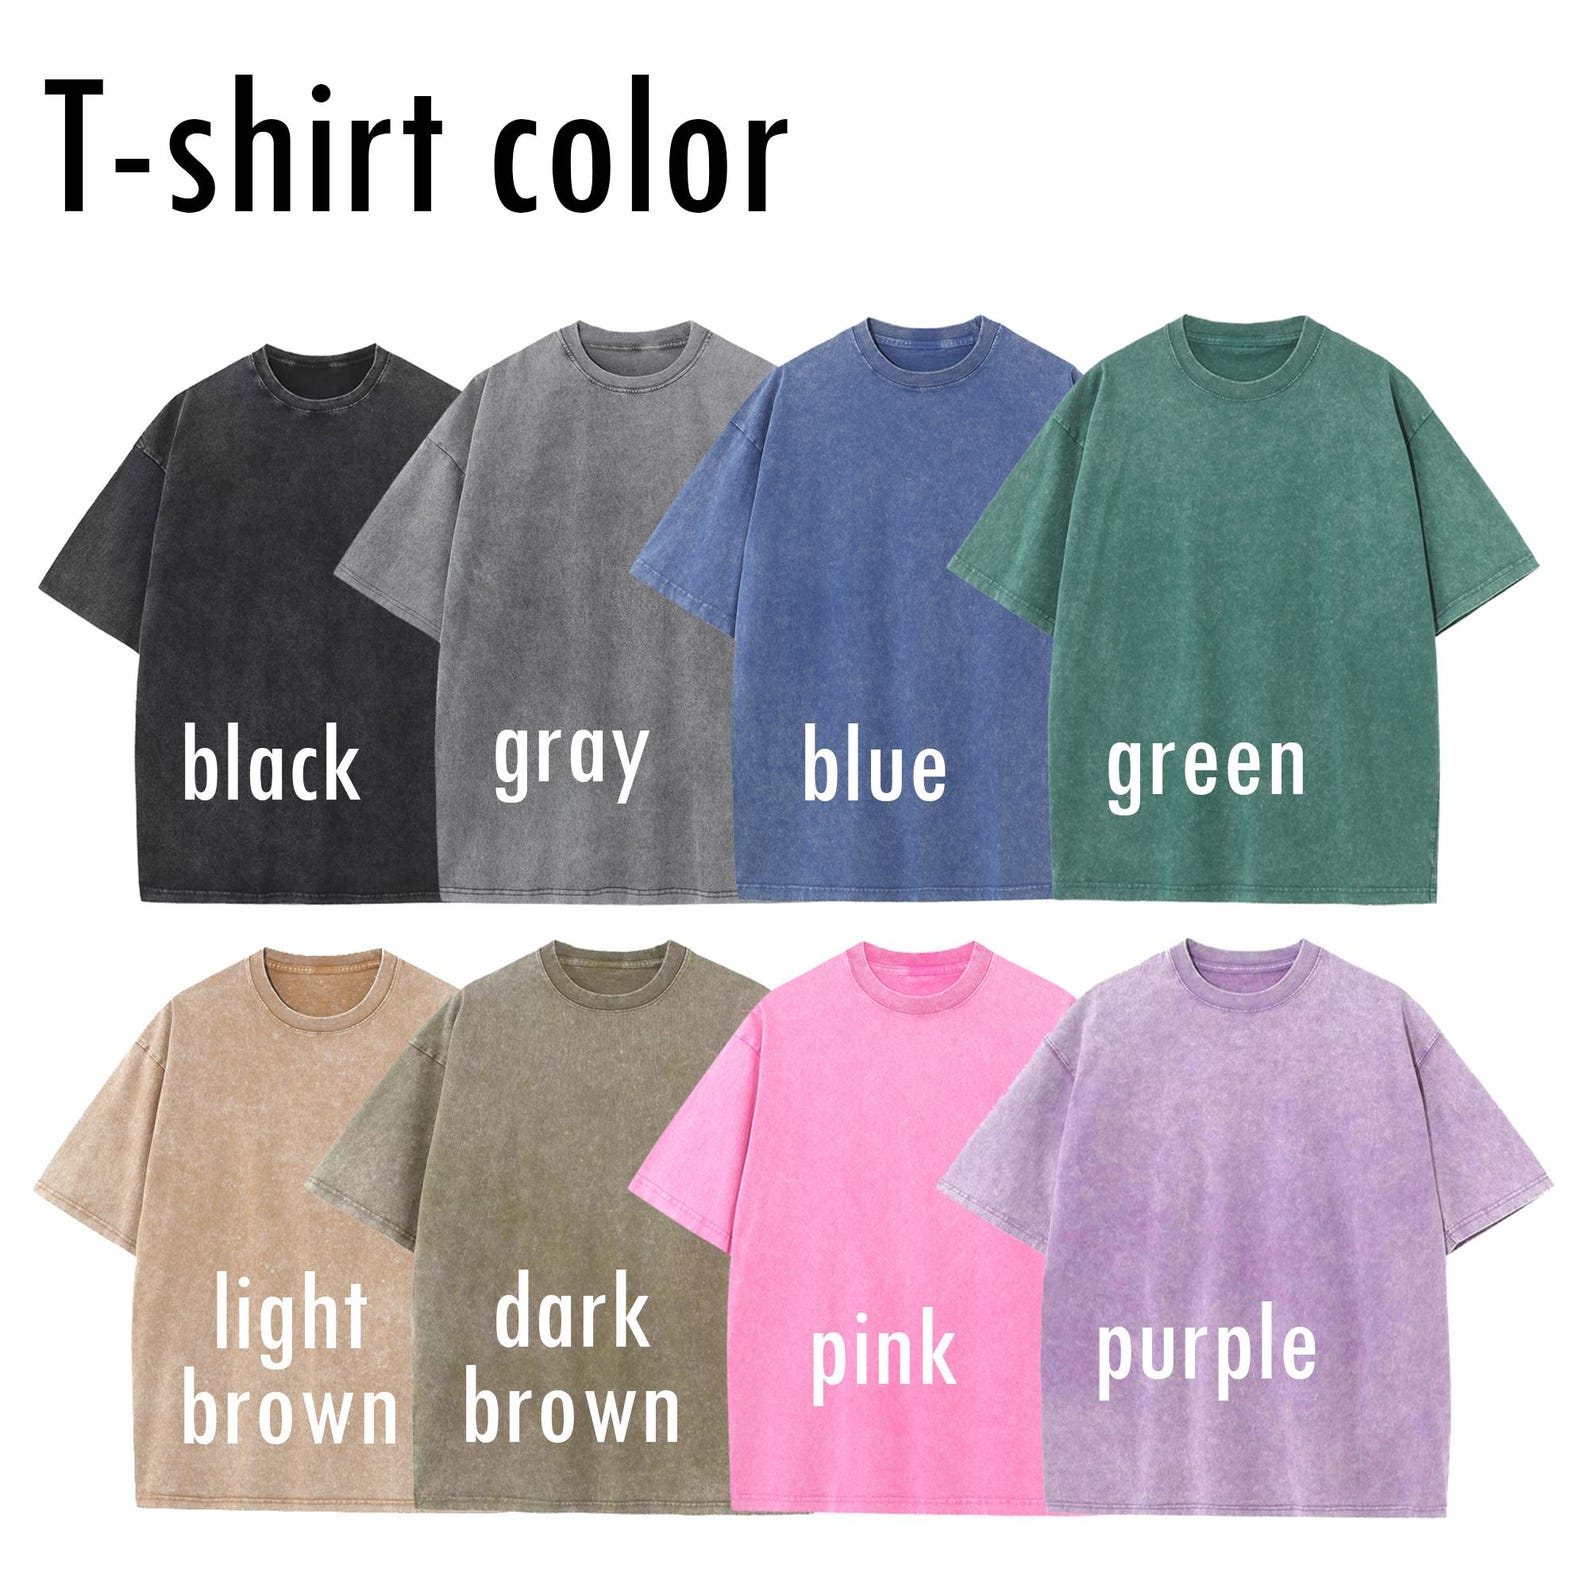 T-shirt color
black
gray
blue
green
light
brown
dark
brown
pink
purple